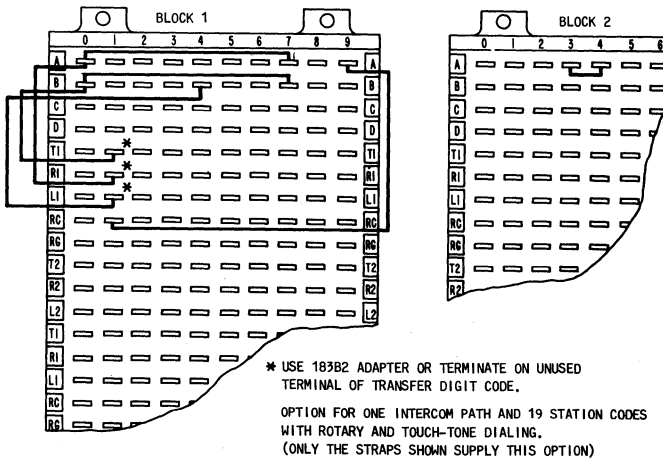 BLOCK 1
0 1 2 3 4 5 6 7 8 9
A A
B B
C C
D D
T1 T1
R1 R1
L1 L1
RC RC
RG RG
T2 T2
R2 R2
L2 L2
T1
R1
L1
RC
RG
*
*
*
BLOCK 2
0 1 2 3 4 5 6
A
B
C
D
T1
R1
L1
RC
RG
T2
R2
* USE 183B2 ADAPTER OR TERMINATE ON UNUSED
TERMINAL OF TRANSFER DIGIT CODE.
OPTION FOR ONE INTERCOM PATH AND 19 STATION CODES
WITH ROTARY AND TOUCH-TONE DIALING.
(ONLY THE STRAPS SHOWN SUPPLY THIS OPTION)